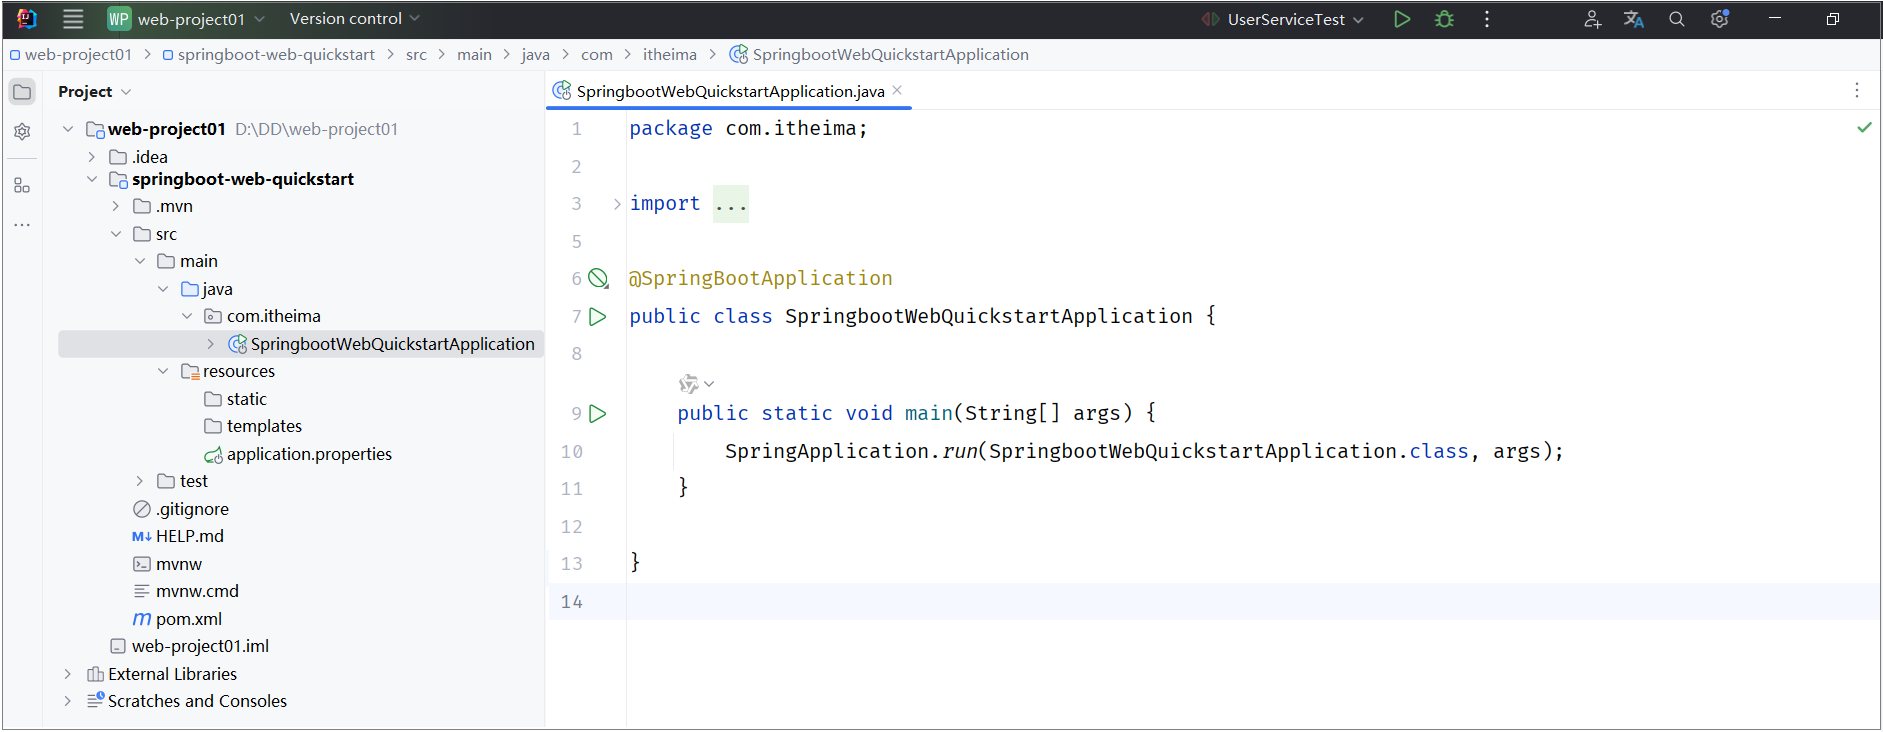 WP web-project01 Version control UserServiceTest
web-project01 > springboot-web-quickstart > src > main > java > com > itheima > SpringbootWebQuickstartApplication
Project
web-project01 D:\DD\web-project01
.idea
springboot-web-quickstart
.mvn
src
main
java
com.itheima
SpringbootWebQuickstartApplication
resources
static
templates
application.properties
test
.gitignore
M↓ HELP.md
mvnw
mvnw.cmd
m pom.xml
web-project01.iml
External Libraries
Scratches and Consoles
SpringbootWebQuickstartApplication.java
1 package com.itheima;
2
3 import ...
5
6 @SpringBootApplication
7 public class SpringbootWebQuickstartApplication {
8
9 public static void main(String[] args) {
10 SpringApplication.run(SpringbootWebQuickstartApplication.class, args);
11 }
12
13 }
14